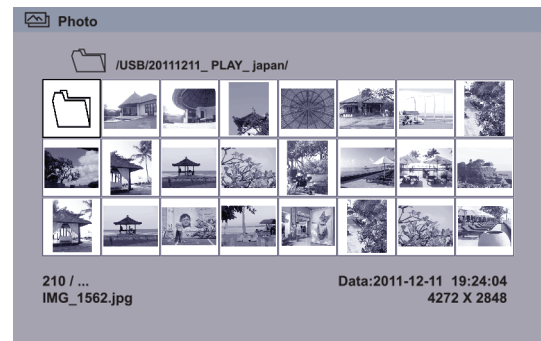 Photo
/USB/20111211_ PLAY_ japan/
210 / ...
Data:2011-12-11 19:24:04
IMG_1562.jpg
4272 X 2848